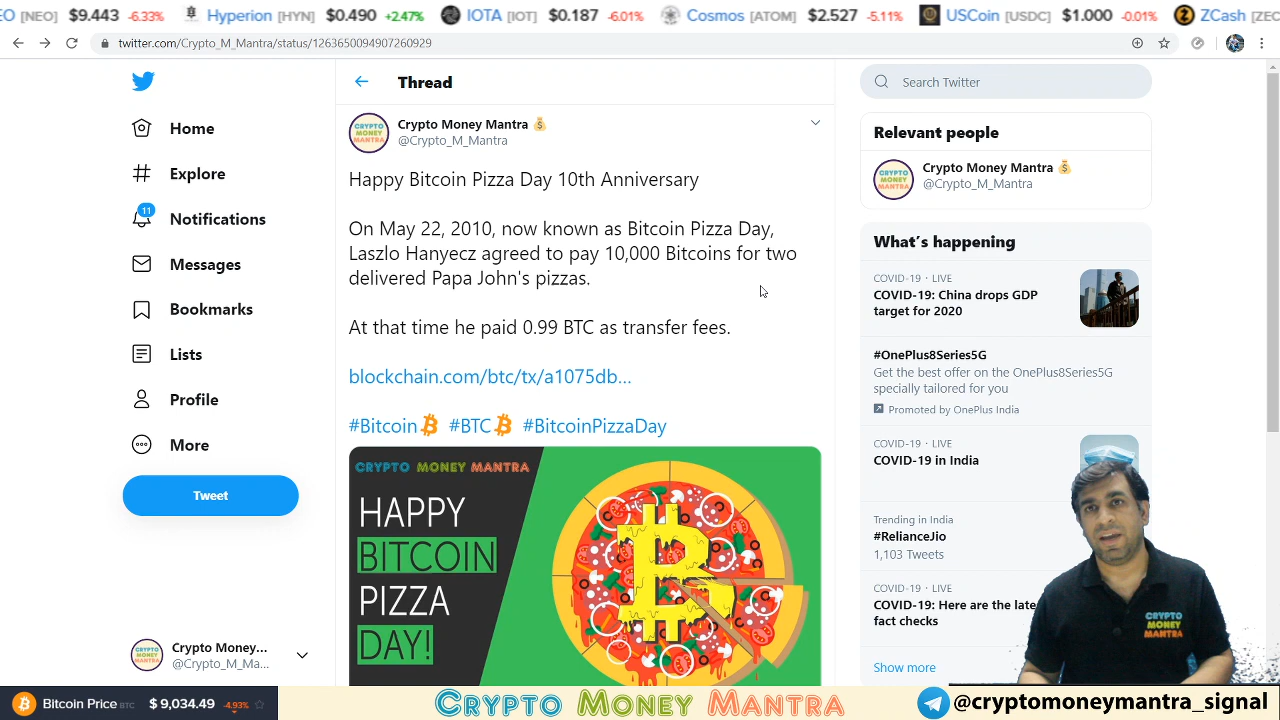 [NEO] $9.443 -6.33% Hyperion [HYN] $0.490 +2.47% IOTA [IOT] $0.187 -6.01% Cosmos [ATOM] $2.527 -5.11% USCoin [USDC] $1.000 -0.01% ZCash
twitter.com/Crypto_M_Mantra/status/1263650094907260929
Home
Explore
11
Notifications
Messages
Bookmarks
Lists
Profile
More
Tweet
Crypto Money...
@Crypto_M_Ma...
Thread
CRYPTO
MONEY
MANTRA
Crypto Money Mantra
@Crypto_M_Mantra
Happy Bitcoin Pizza Day 10th Anniversary
On May 22, 2010, now known as Bitcoin Pizza Day,
Laszlo Hanyecz agreed to pay 10,000 Bitcoins for two
delivered Papa John's pizzas.
At that time he paid 0.99 BTC as transfer fees.
blockchain.com/btc/tx/a1075db...
#Bitcoin #BTC #BitcoinPizzaDay
CRYPTO MONEY MANTRA
HAPPY
BITCOIN
PIZZA
DAY!
Search Twitter
Relevant people
CRYPTO
MONEY
MANTRA
Crypto Money Mantra
@Crypto_M_Mantra
What's happening
COVID-19 · LIVE
COVID-19: China drops GDP
target for 2020
#OnePlus8Series5G
Get the best offer on the OnePlus8Series5G
specially tailored for you
Promoted by OnePlus India
COVID-19 · LIVE
COVID-19 in India
Trending in India
#RelianceJio
1,103 Tweets
COVID-19 · LIVE
COVID-19: Here are the late
fact checks
Show more
CRYPTO
MONEY
MANTRA
Bitcoin Price BTC $ 9,034.49 -4.93%
CRYPTO MONEY MANTRA
@cryptomoneymantra_signal